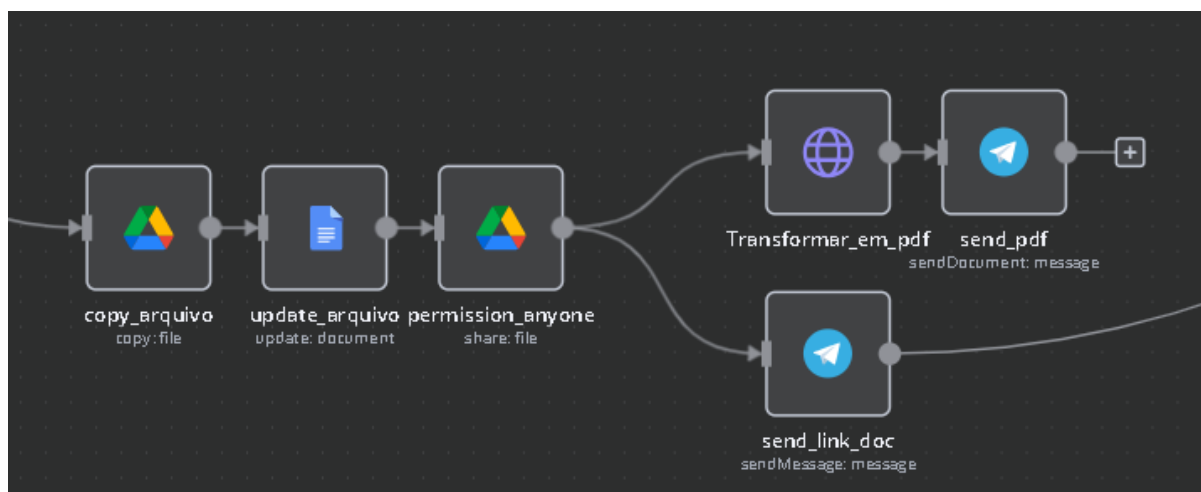 Transformar_em_pdf
send_pdf
sendDocument: message
copy_arquivo
copy: file
update_arquivo
update: document
permission_anyone
share: file
send_link_doc
sendMessage: message